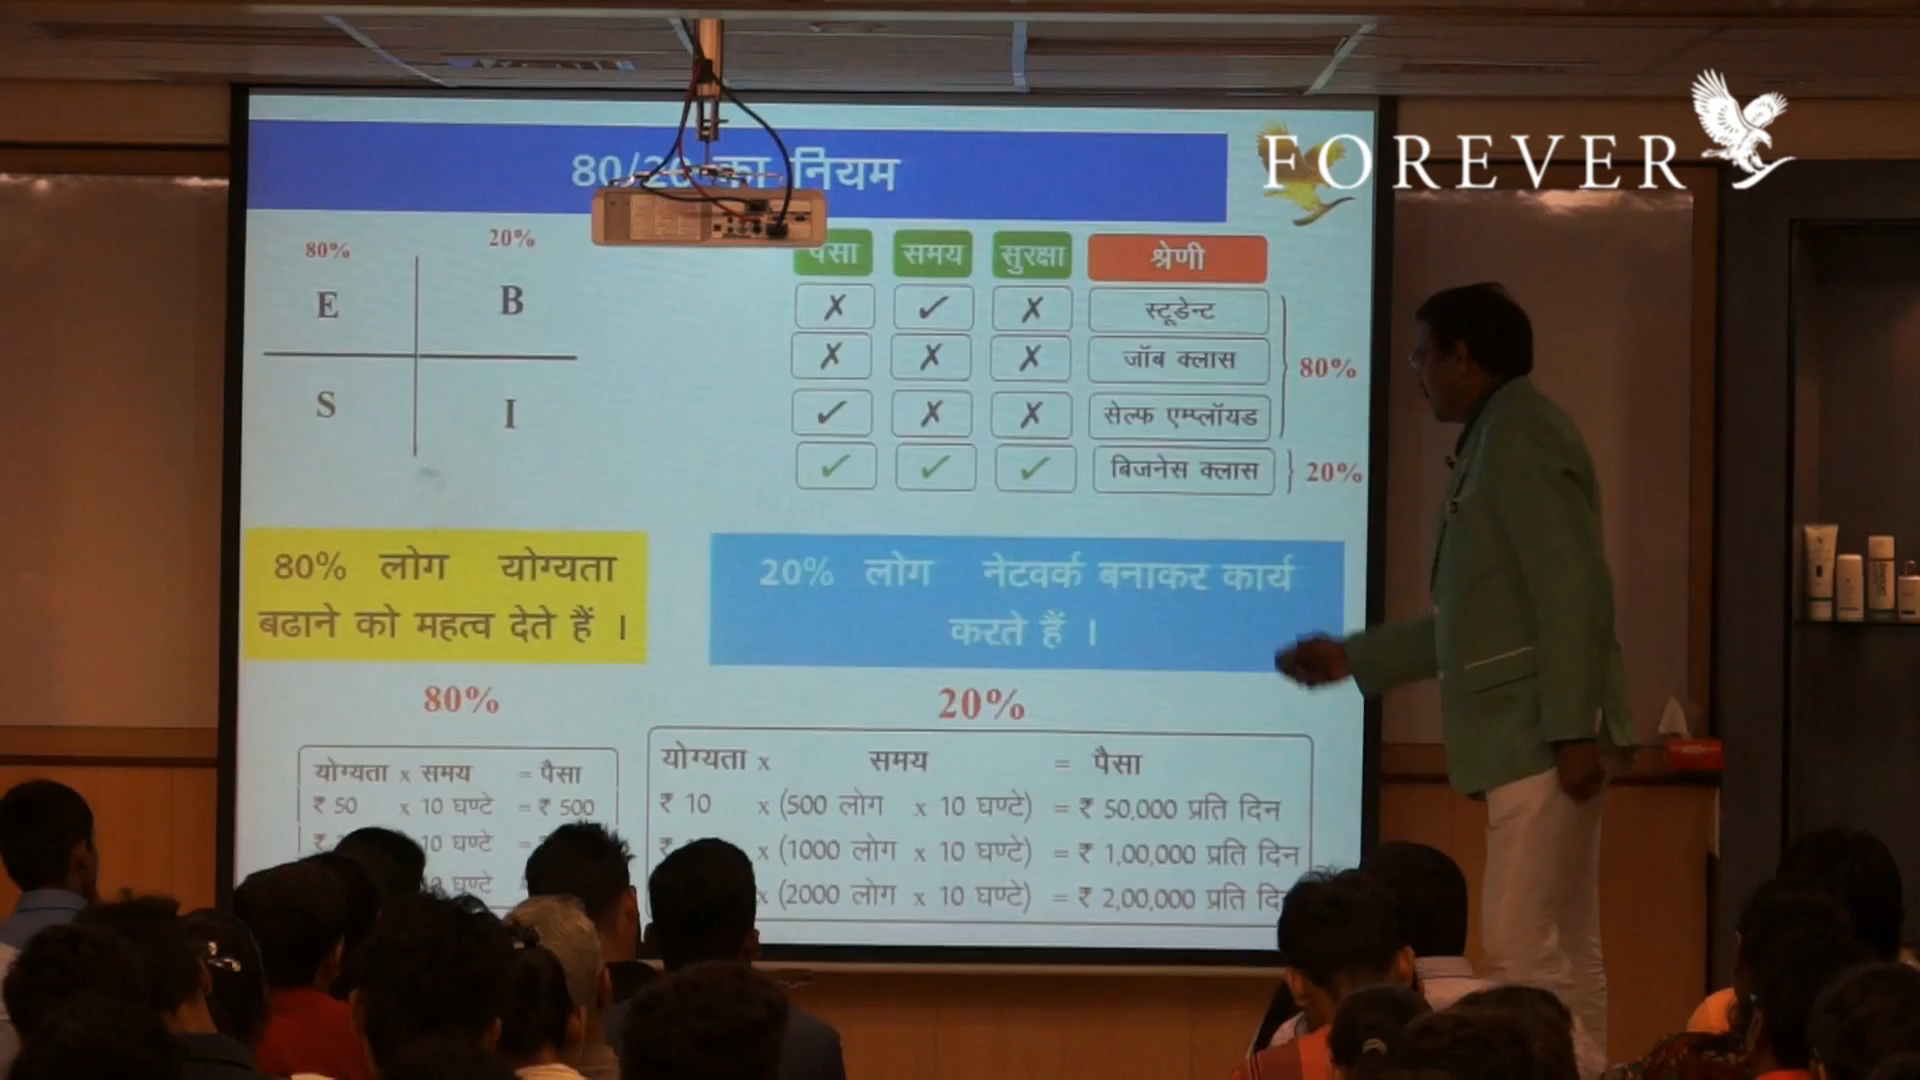 FOREVER
80/20 का नियम
80% 20%
E B
S I
पैसा समय सुरक्षा श्रेणी
✗ ✓ ✗ स्टूडेन्ट
✗ ✗ ✗ जॉब क्लास
80%
✓ ✗ ✗ सेल्फ एम्प्लॉयड
✓ ✓ ✓ बिजनेस क्लास 20%
80% लोग योग्यता
बढाने को महत्व देते हैं ।
20% लोग नेटवर्क बनाकर कार्य
करते हैं ।
80%
योग्यता x समय = पैसा
₹ 50 x 10 घण्टे = ₹ 500
₹ 10 घण्टे =
घण्टे
20%
योग्यता x समय = पैसा
₹ 10 x (500 लोग x 10 घण्टे) = ₹ 50,000 प्रति दिन
₹ x (1000 लोग x 10 घण्टे) = ₹ 1,00,000 प्रति दिन
x (2000 लोग x 10 घण्टे) = ₹ 2,00,000 प्रति